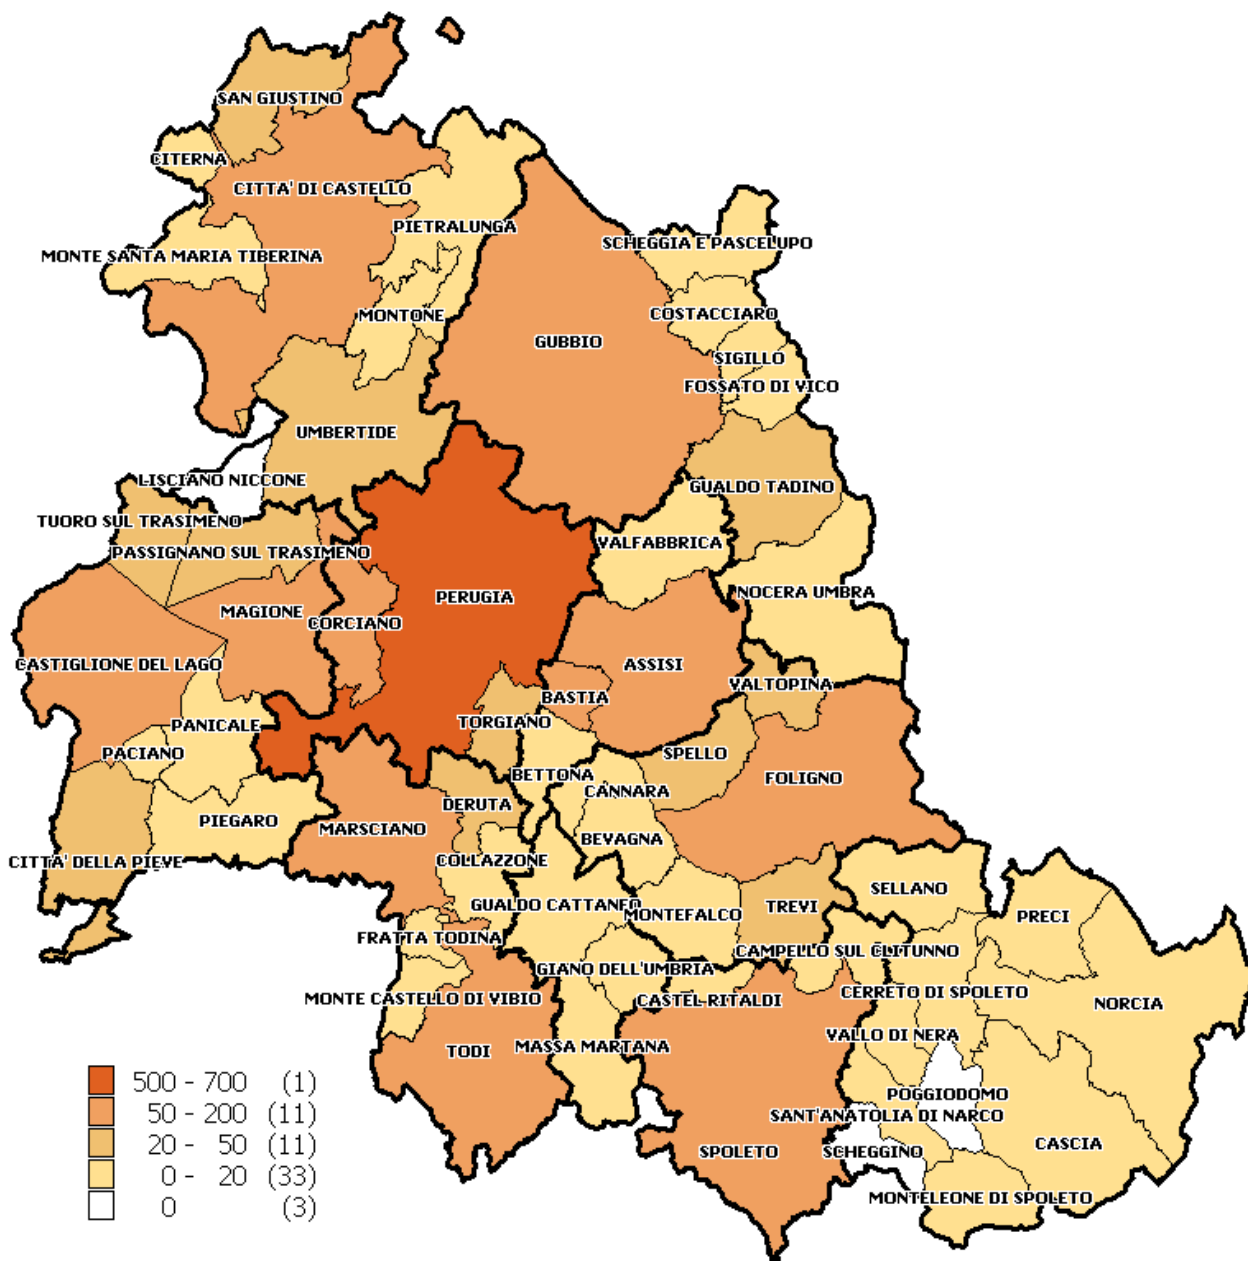 SAN GIUSTINO
CITERNA
CITTA' DI CASTELLO
PIETRALUNGA
SCHEGGIA E PASCELUPO
MONTE SANTA MARIA TIBERINA
COSTACCIARO
MONTONE
GUBBIO
SIGILLO
FOSSATO DI VICO
UMBERTIDE
LISCIANO NICCONE
GUALDO TADINO
TUORO SUL TRASIMENO
PASSIGNANO SUL TRASIMENO
VALFABBRICA
NOCERA UMBRA
PERUGIA
MAGIONE
CORCIANO
CASTIGLIONE DEL LAGO
ASSISI
VALTOPINA
BASTIA
PANICALE
TORGIANO
PACIANO
SPELLO
BETTONA
FOLIGNO
CANNARA
DERUTA
PIEGARO
MARSCIANO
BEVAGNA
CITTA' DELLA PIEVE
COLLAZZONE
SELLANO
GUALDO CATTANEO
MONTEFALCO
TREVI
PRECI
FRATTA TODINA
CAMPELLO SUL CLITUNNO
GIANO DELL'UMBRIA
MONTE CASTELLO DI VIBIO
CASTEL RITALDI
CERRETO DI SPOLETO
NORCIA
VALLO DI NERA
TODI
MASSA MARTANA
POGGIODOMO
SANT'ANATOLIA DI NARCO
CASCIA
SPOLETO
SCHEGGINO
MONTELEONE DI SPOLETO
500 - 700 (1)
50 - 200 (11)
20 - 50 (11)
0 - 20 (33)
0 (3)